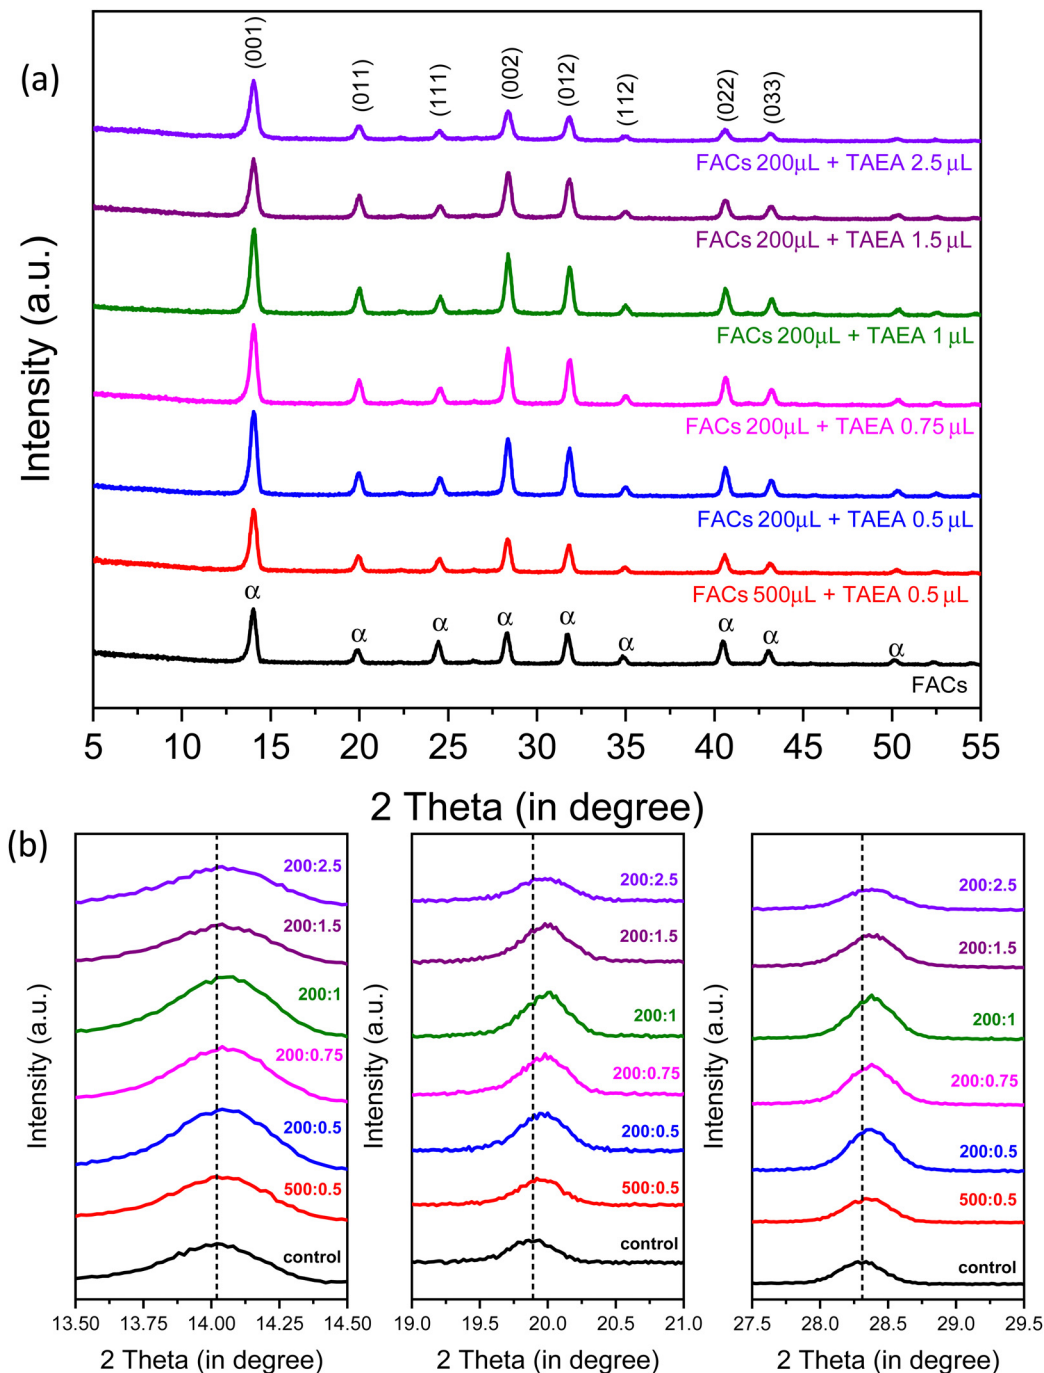 (a)
(001)
(011)
(111)
(002)
(012)
(112)
(022)
(033)
FACs 200μL + TAEA 2.5 μL
FACs 200μL + TAEA 1.5 μL
FACs 200μL + TAEA 1 μL
FACs 200μL + TAEA 0.75 μL
FACs 200μL + TAEA 0.5 μL
FACs 500μL + TAEA 0.5 μL
α α α α α α α α α
FACs
Intensity (a.u.)
5 10 15 20 25 30 35 40 45 50 55
2 Theta (in degree)
(b)
200:2.5
200:1.5
200:1
200:0.75
200:0.5
500:0.5
control
Intensity (a.u.)
13.50 13.75 14.00 14.25 14.50
2 Theta (in degree)
200:2.5
200:1.5
200:1
200:0.75
200:0.5
500:0.5
control
Intensity (a.u.)
19.0 19.5 20.0 20.5 21.0
2 Theta (in degree)
200:2.5
200:1.5
200:1
200:0.75
200:0.5
500:0.5
control
Intensity (a.u.)
27.5 28.0 28.5 29.0 29.5
2 Theta (in degree)